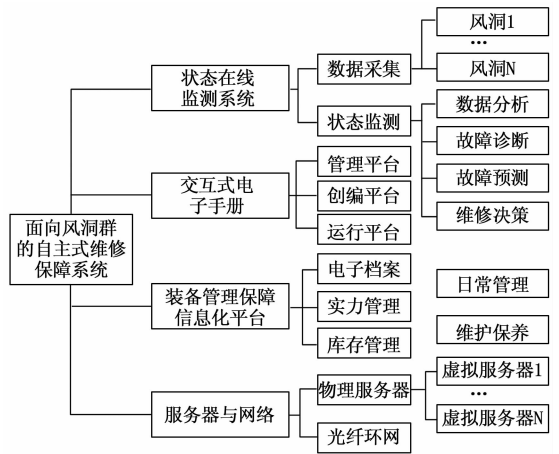 面向风洞群
的自主式维修
保障系统
状态在线
监测系统
数据采集
风洞1
...
风洞N
状态监测
数据分析
故障诊断
故障预测
维修决策
交互式电
子手册
管理平台
创编平台
运行平台
装备管理保障
信息化平台
电子档案
实力管理
库存管理
日常管理
维护保养
服务器与网络
物理服务器
虚拟服务器1
...
虚拟服务器N
光纤环网